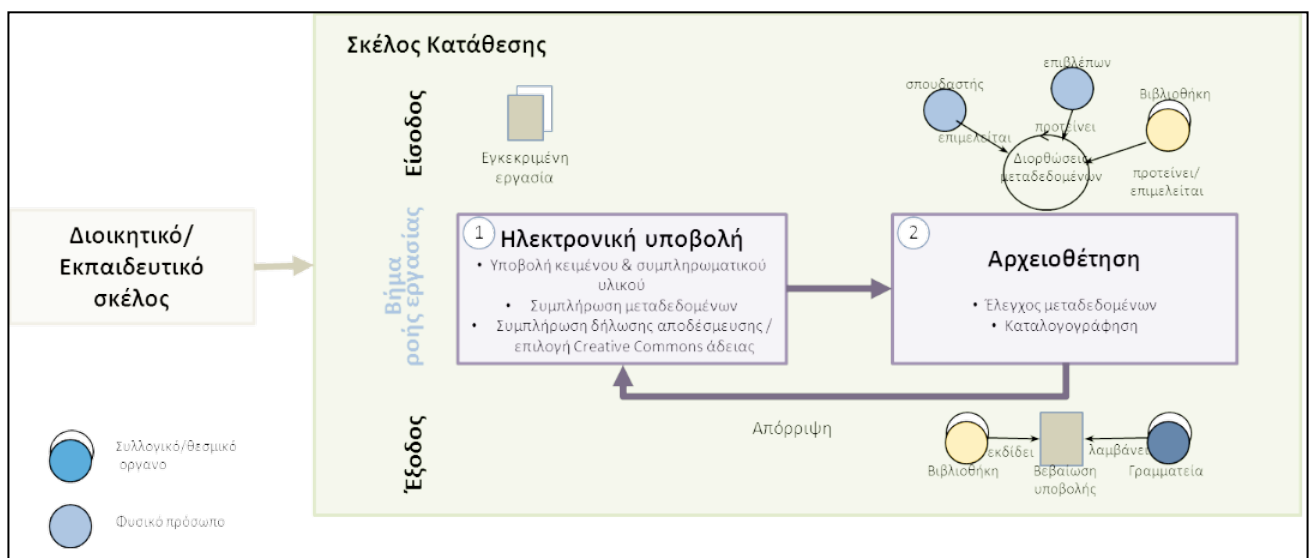 Σκέλος Κατάθεσης
Είσοδος
Εγκεκριμένη
εργασία
σπουδαστής
επιμελείται
επιβλέπων
προτείνει
Βιβλιοθήκη
προτείνει/
επιμελείται
Διορθώσεις
μεταδεδομένων
Διοικητικό/
Εκπαιδευτικό
σκέλος
Βήμα
ροής εργασίας
1
Ηλεκτρονική υποβολή
• Υποβολή κειμένου & συμπληρωματικού
υλικού
• Συμπλήρωση μεταδεδομένων
• Συμπλήρωση δήλωσης αποδέσμευσης /
επιλογή Creative Commons άδειας
2
Αρχειοθέτηση
• Έλεγχος μεταδεδομένων
• Καταλογογράφηση
Απόρριψη
Έξοδος
Βιβλιοθήκη
εκδίδει
Βεβαίωση
υποβολής
λαμβάνει
Γραμματεία
Συλλογικό/θεσμικό
οργανο
Φυσικό πρόσωπο